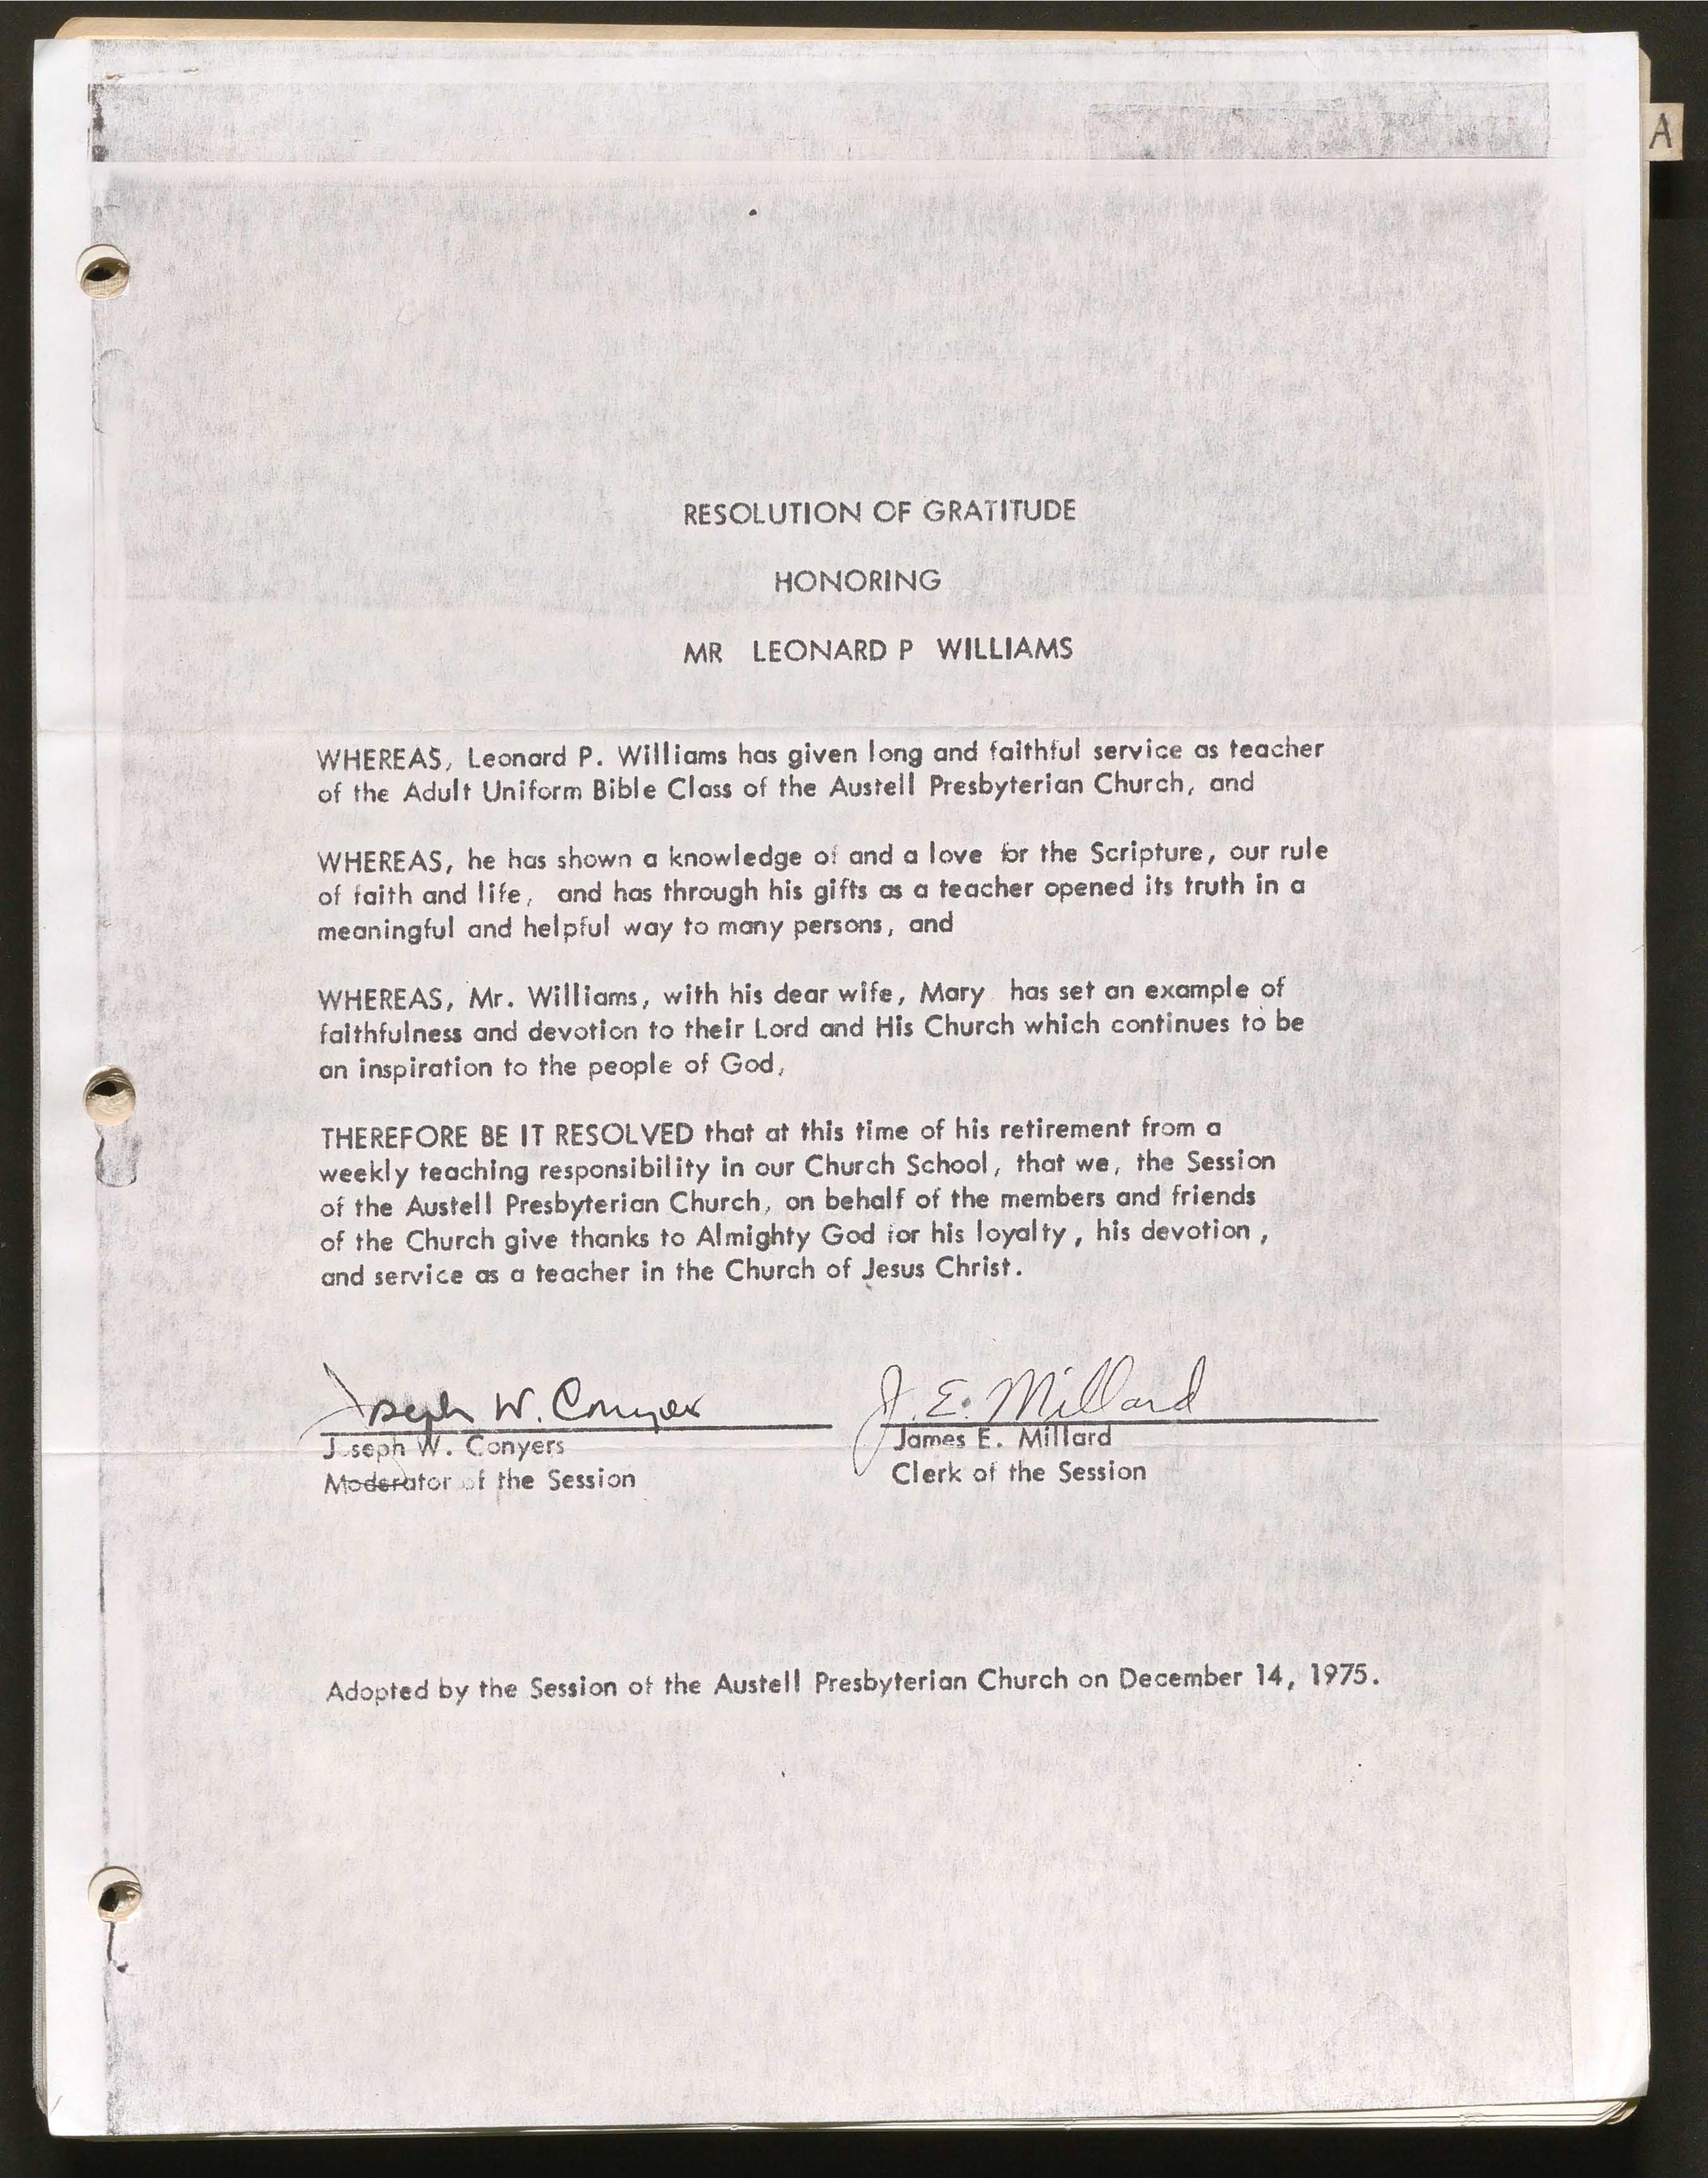 A
RESOLUTION OF GRATITUDE
HONORING
MR LEONARD P WILLIAMS
WHEREAS, Leonard P. Williams has given long and faithful service as teacher
of the Adult Uniform Bible Class of the Austell Presbyterian Church, and
WHEREAS, he has shown a knowledge of and a love for the Scripture, our rule
of faith and life, and has through his gifts as a teacher opened its truth in a
meaningful and helpful way to many persons, and
WHEREAS, Mr. Williams, with his dear wife, Mary has set an example of
faithfulness and devotion to their Lord and His Church which continues to be
an inspiration to the people of God,
THEREFORE BE IT RESOLVED that at this time of his retirement from a
weekly teaching responsibility in our Church School, that we, the Session
of the Austell Presbyterian Church, on behalf of the members and friends
of the Church give thanks to Almighty God for his loyalty, his devotion,
and service as a teacher in the Church of Jesus Christ.
Joseph W. Conyers J. E. Millard
Joseph W. Conyers James E. Millard
Moderator of the Session Clerk of the Session
Adopted by the Session of the Austell Presbyterian Church on December 14, 1975.